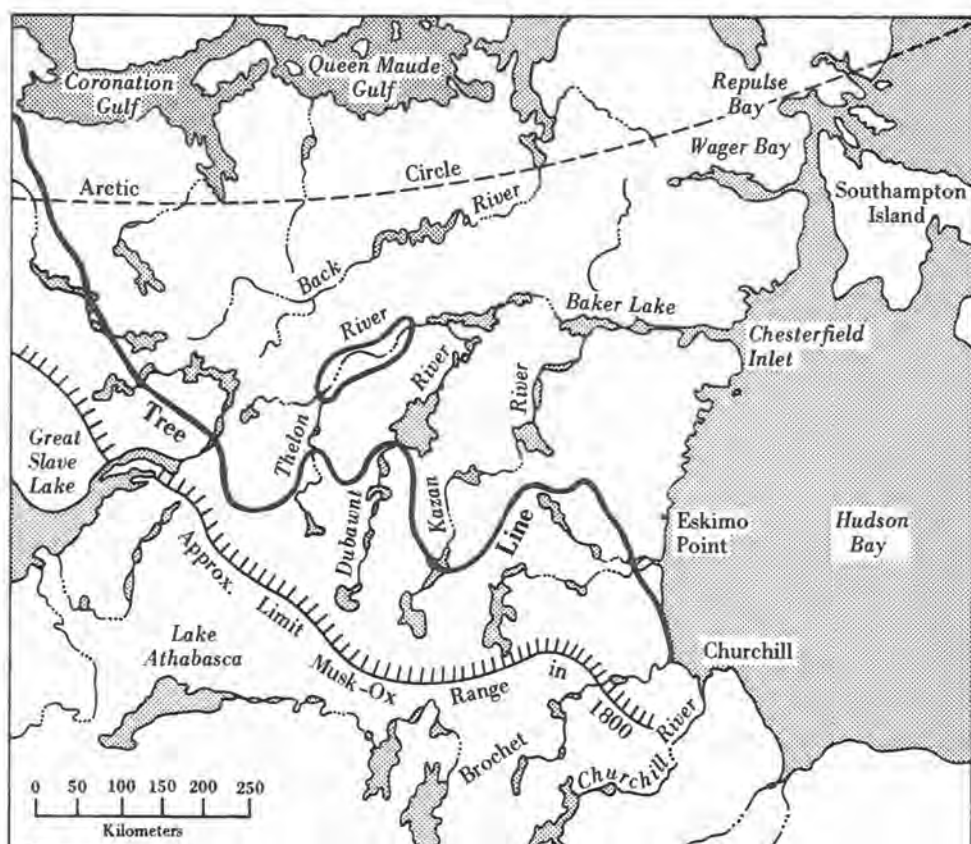 Coronation
Gulf
Queen Maude
Gulf
Repulse
Bay
Wager Bay
Arctic
Circle
Southampton
Island
Back
River
River
Baker Lake
Chesterfield
Inlet
River
River
Tree
Great
Slave
Lake
Thelon
Dubawnt
Kazan
Line
Eskimo
Point
Hudson
Bay
Approx.
Limit
Musk-Ox
Range
in
1800
Lake
Athabasca
Churchill
River
Brochet
Churchill
0 50 100 150 200 250
Kilometers